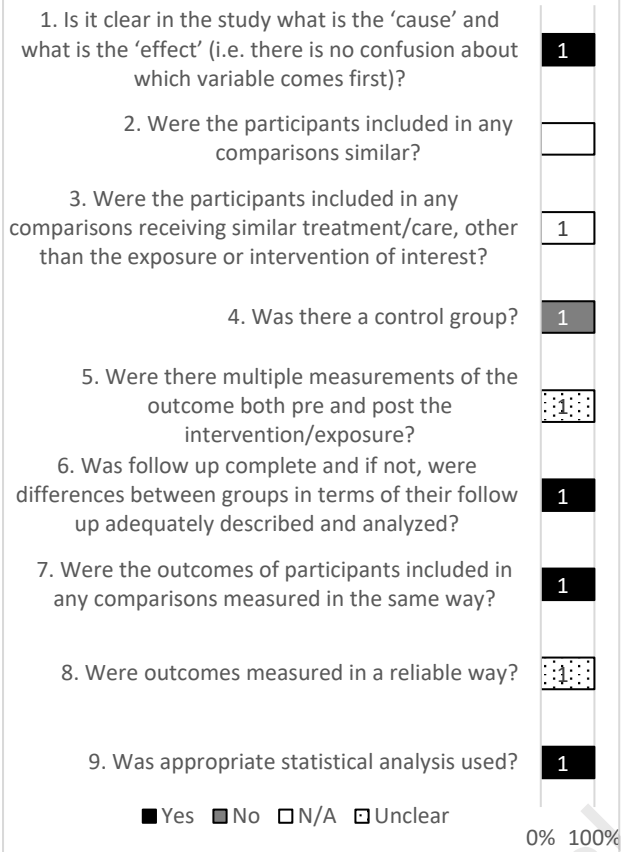 1. Is it clear in the study what is the ‘cause’ and
what is the ‘effect’ (i.e. there is no confusion about
which variable comes first)?
1
2. Were the participants included in any
comparisons similar?
3. Were the participants included in any
comparisons receiving similar treatment/care, other
than the exposure or intervention of interest?
1
4. Was there a control group?
1
5. Were there multiple measurements of the
outcome both pre and post the
intervention/exposure?
1
6. Was follow up complete and if not, were
differences between groups in terms of their follow
up adequately described and analyzed?
1
7. Were the outcomes of participants included in
any comparisons measured in the same way?
1
8. Were outcomes measured in a reliable way?
1
9. Was appropriate statistical analysis used?
1
Yes No N/A Unclear
0% 100%